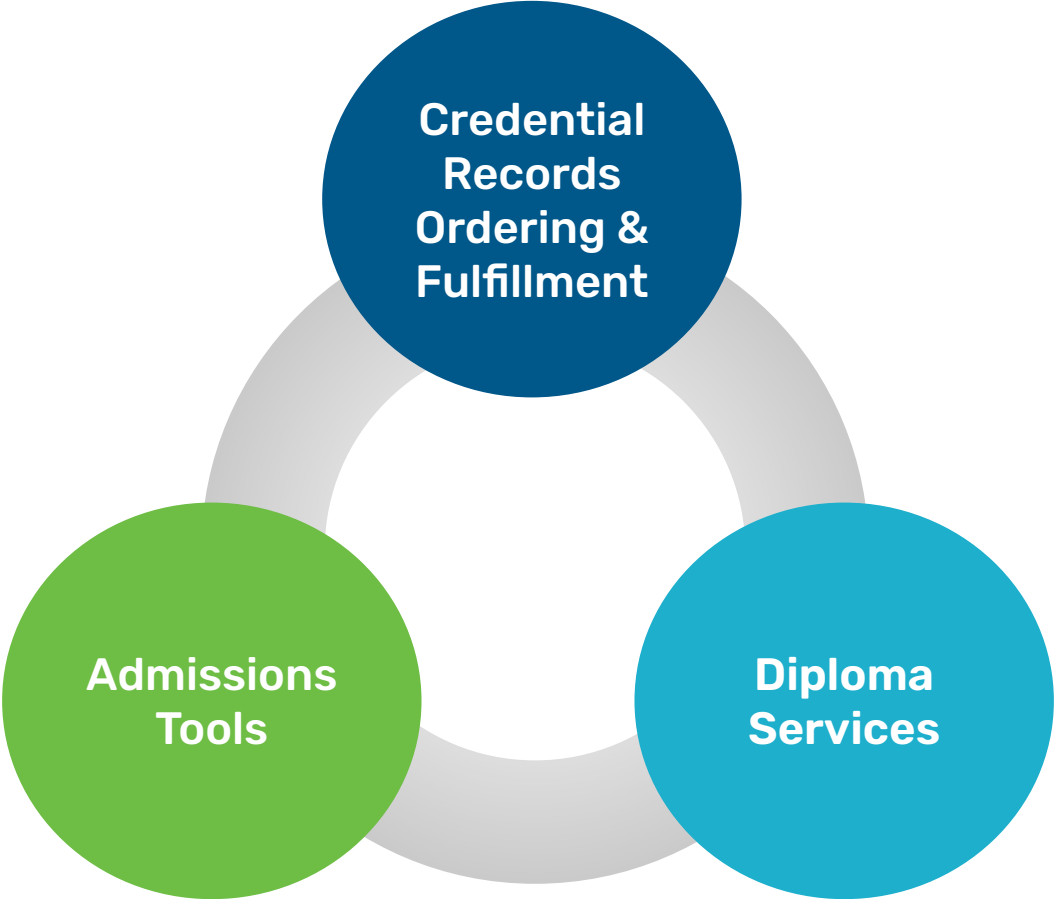 Credential
Records
Ordering &
Fulfillment
Admissions
Tools
Diploma
Services